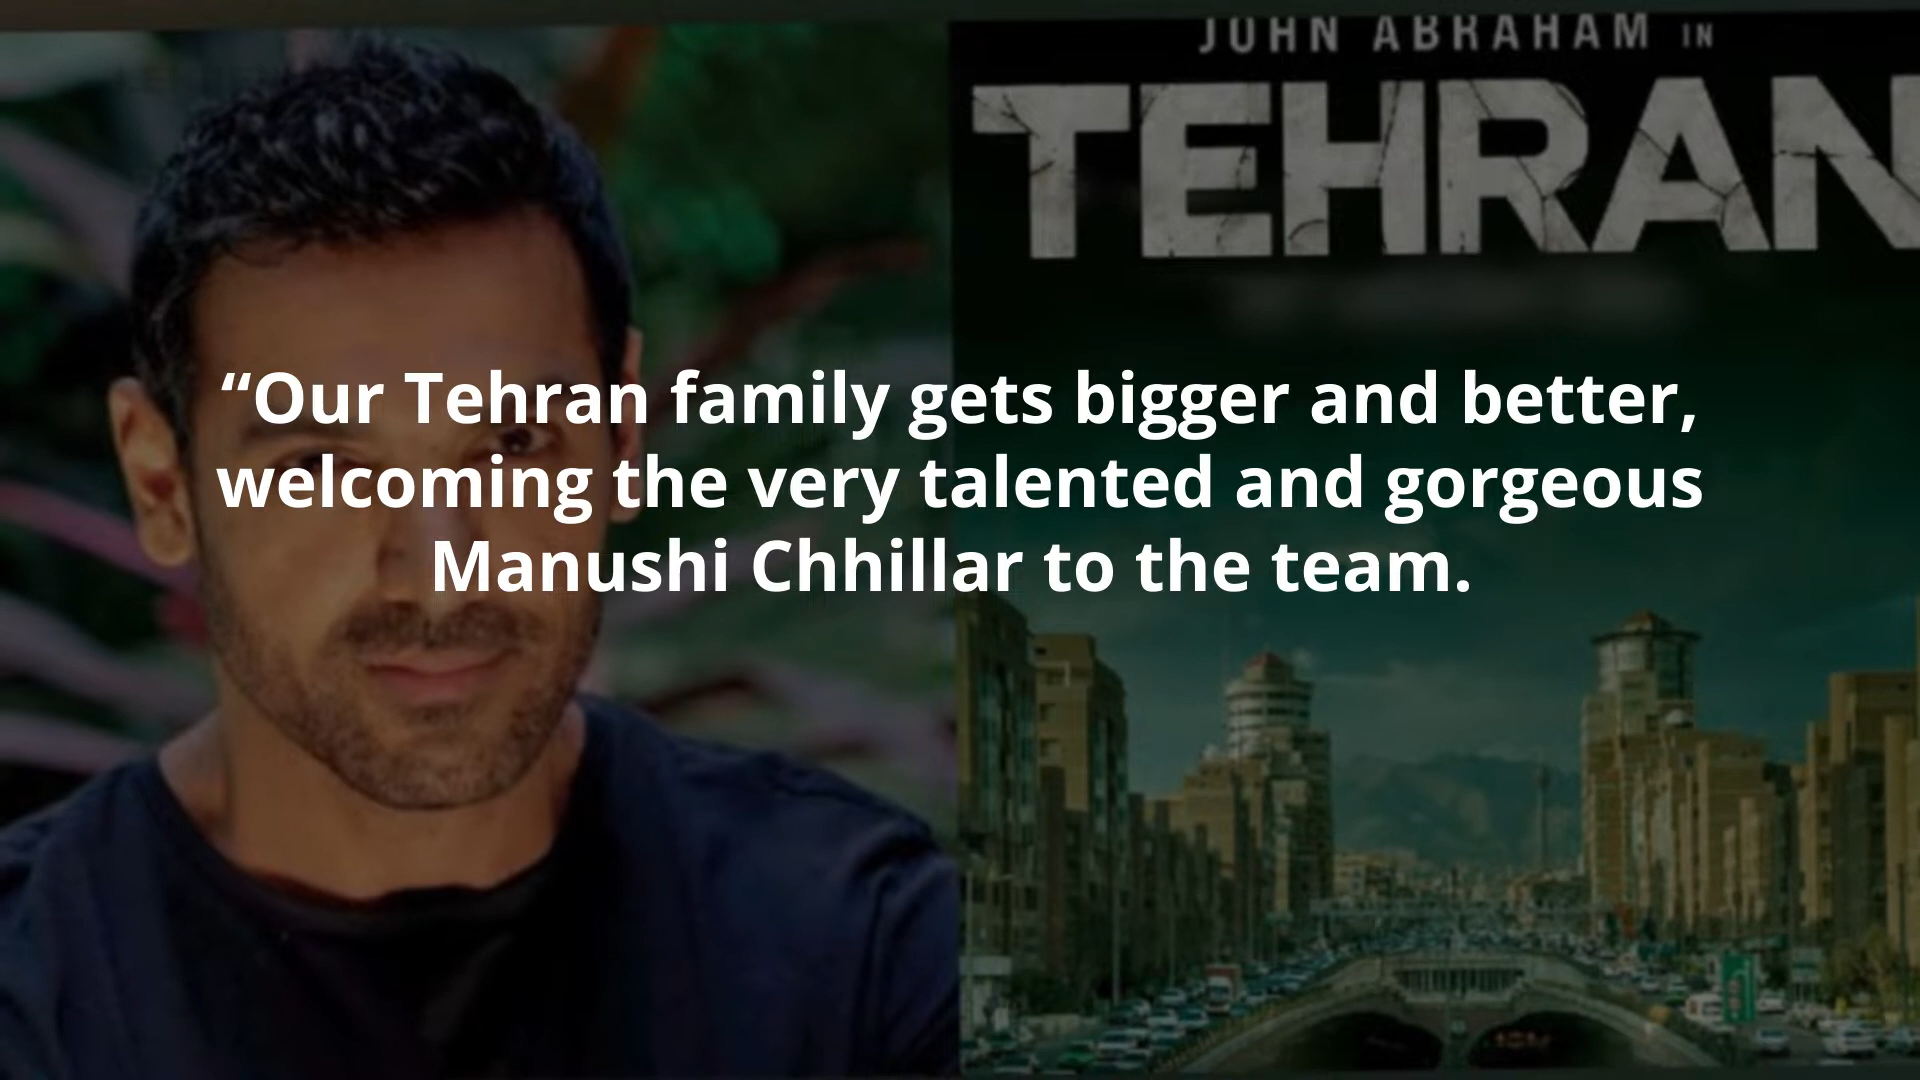 JOHN ABRAHAM IN
TEHRAN
“Our Tehran family gets bigger and better,
welcoming the very talented and gorgeous
Manushi Chhillar to the team.